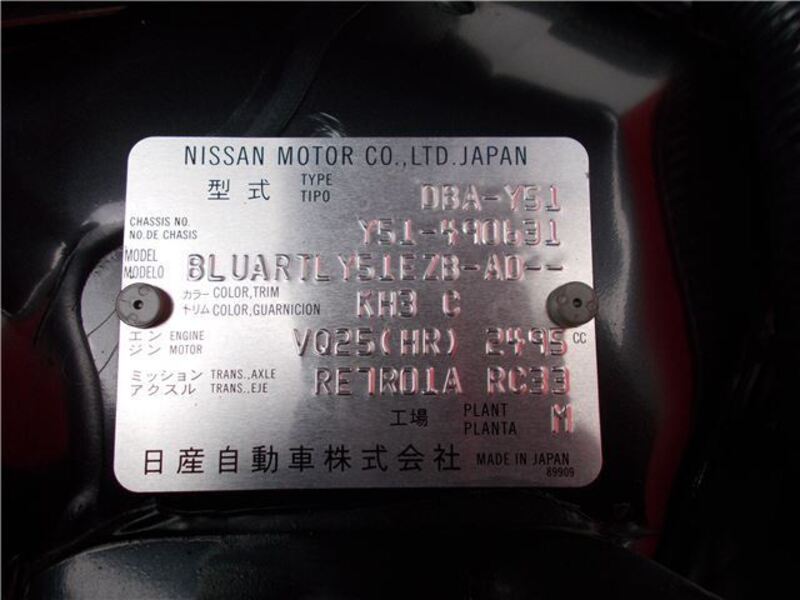 NISSAN MOTOR CO.,LTD.JAPAN
型式 TYPE TIPO DBA-Y51
CHASSIS NO. NO.DE CHASIS Y51-490631
MODEL MODELO BLUARTLY51EZB-AD--
カラー COLOR,TRIM
トリム COLOR,GUARNICION KH3 C
エンジン ENGINE MOTOR VQ25(HR) 2495 CC
ミッション TRANS.,AXLE
アクスル TRANS.,EJE RE7R01A RC33
工場 PLANT PLANTA M
日産自動車株式会社 MADE IN JAPAN
89909